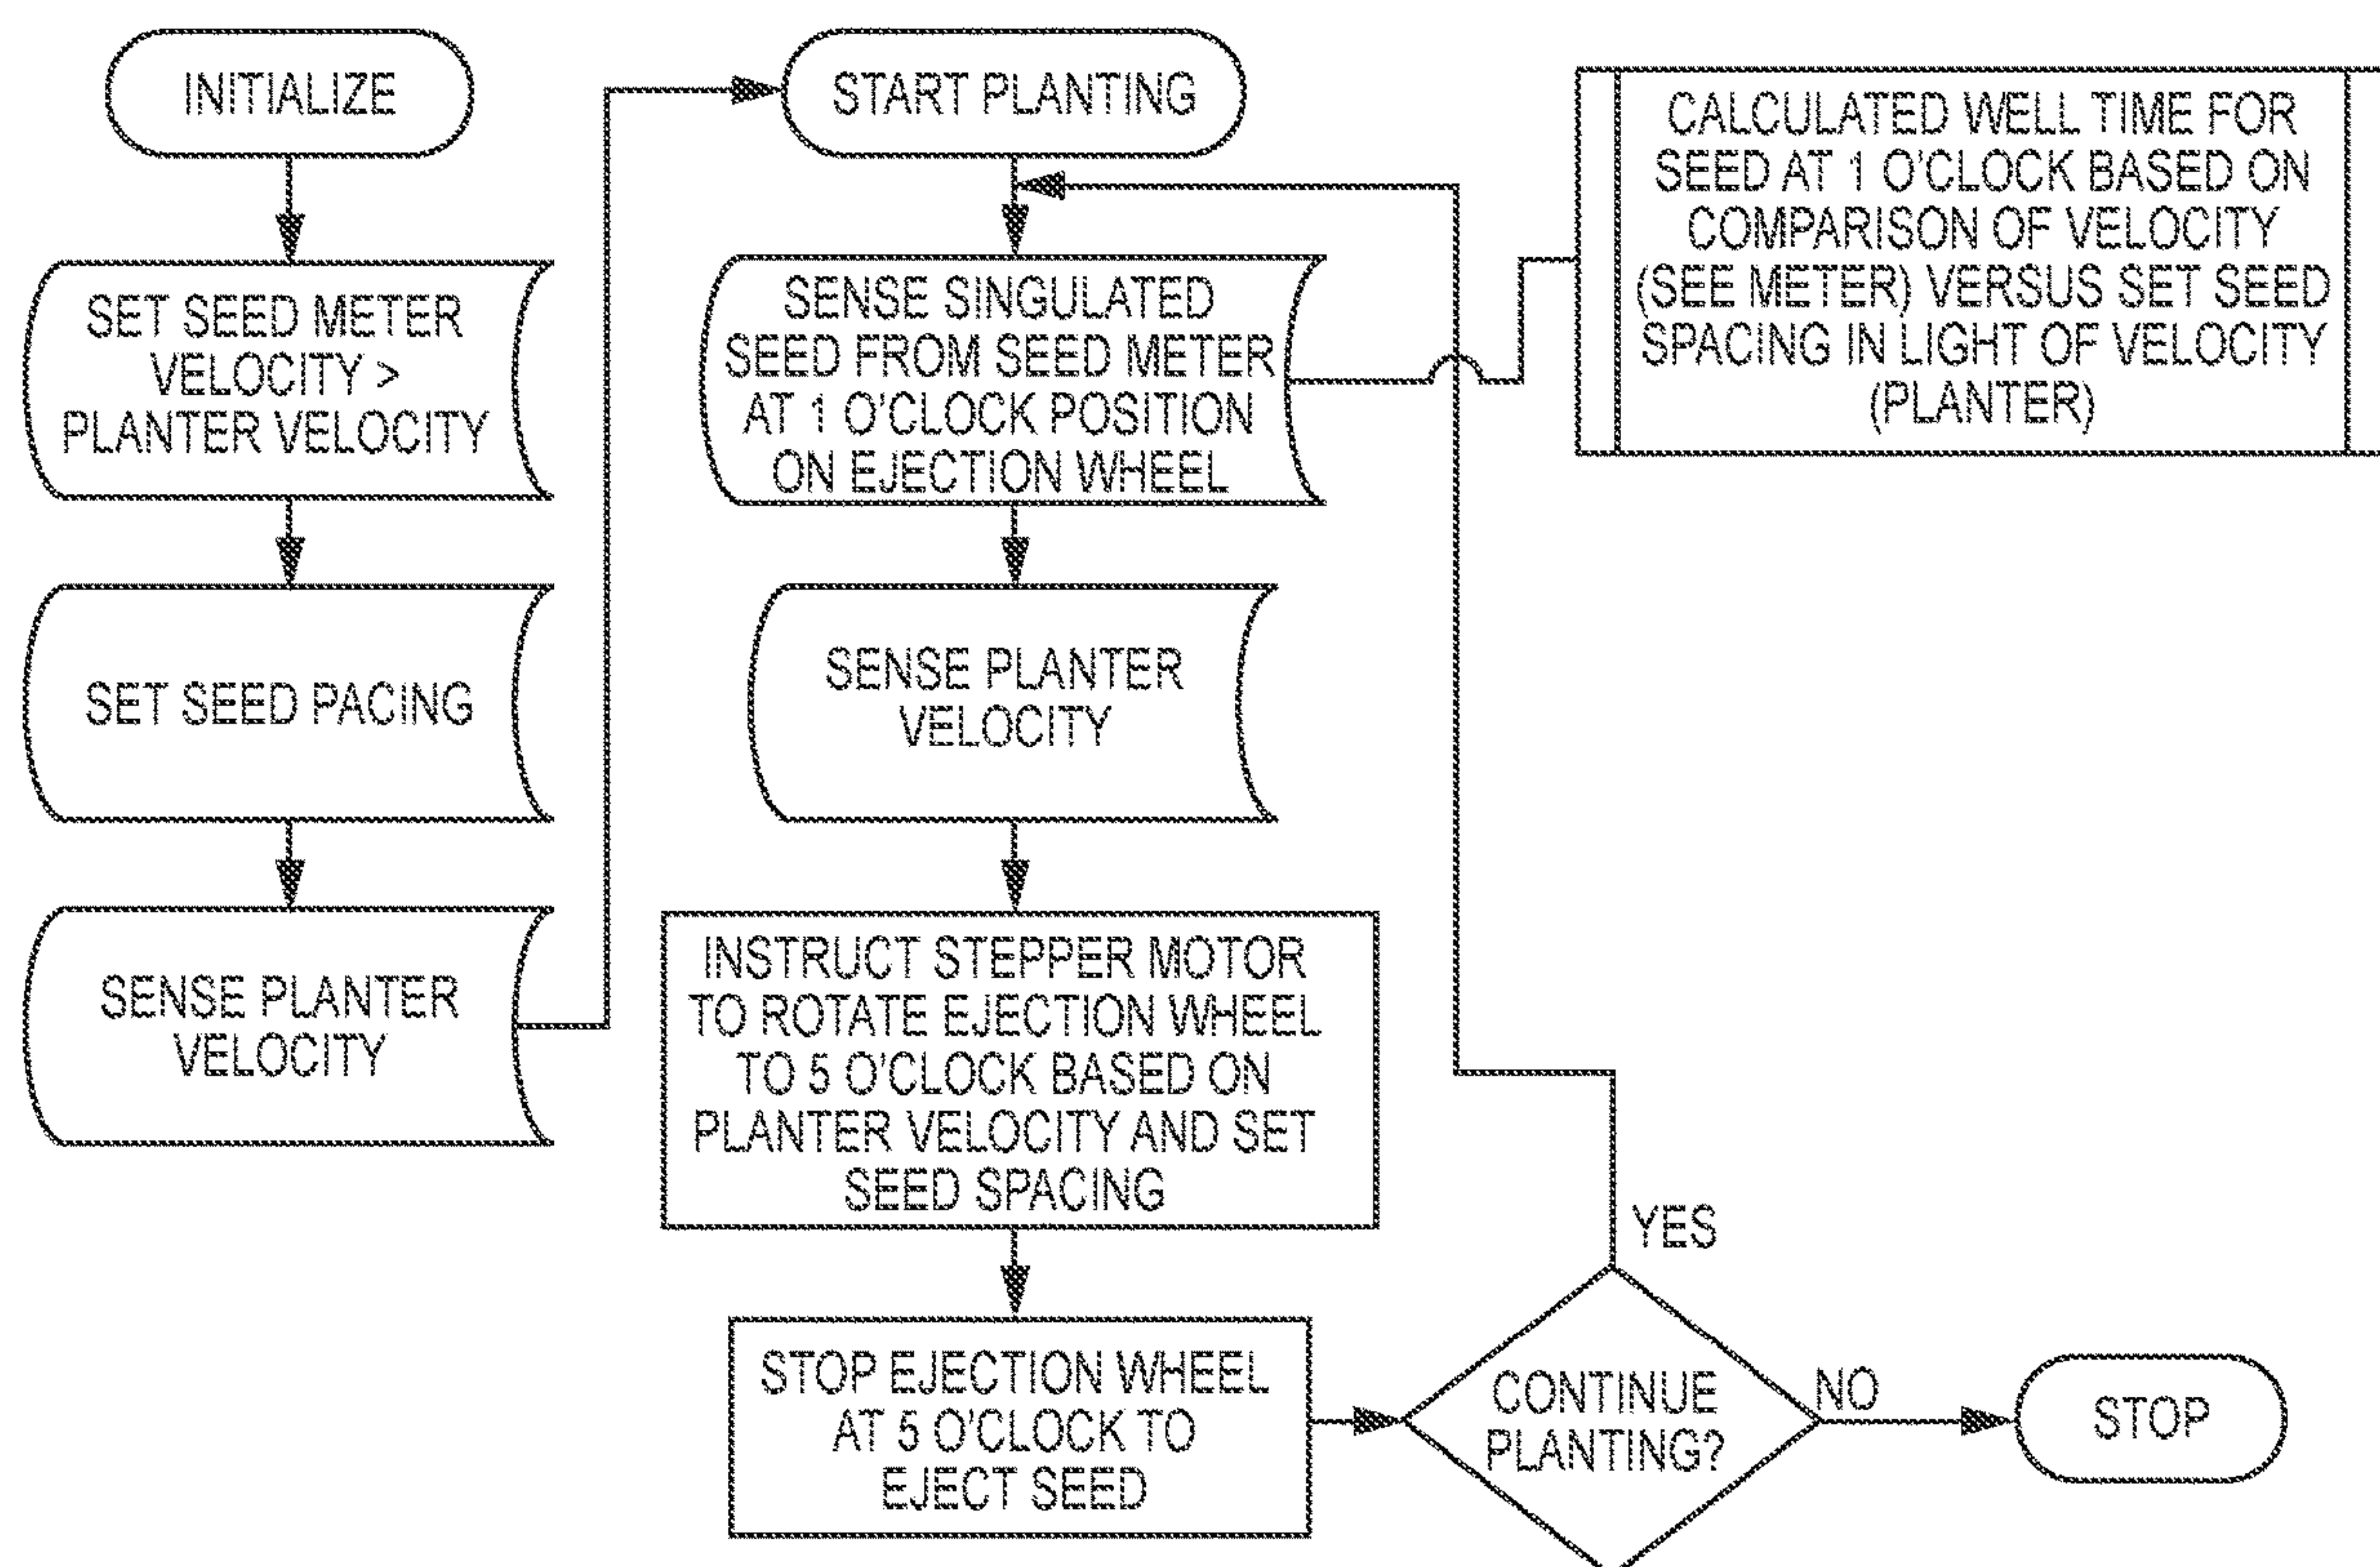 INITIALIZE
SET SEED METER
VELOCITY >
PLANTER VELOCITY
SET SEED PACING
SENSE PLANTER
VELOCITY
START PLANTING
SENSE SINGULATED
SEED FROM SEED METER
AT 1 O'CLOCK POSITION
ON EJECTION WHEEL
SENSE PLANTER
VELOCITY
INSTRUCT STEPPER MOTOR
TO ROTATE EJECTION WHEEL
TO 5 O'CLOCK BASED ON
PLANTER VELOCITY AND SET
SEED SPACING
STOP EJECTION WHEEL
AT 5 O'CLOCK TO
EJECT SEED
CALCULATED WELL TIME FOR
SEED AT 1 O'CLOCK BASED ON
COMPARISON OF VELOCITY
(SEE METER) VERSUS SET SEED
SPACING IN LIGHT OF VELOCITY
(PLANTER)
YES
CONTINUE
PLANTING?
NO
STOP